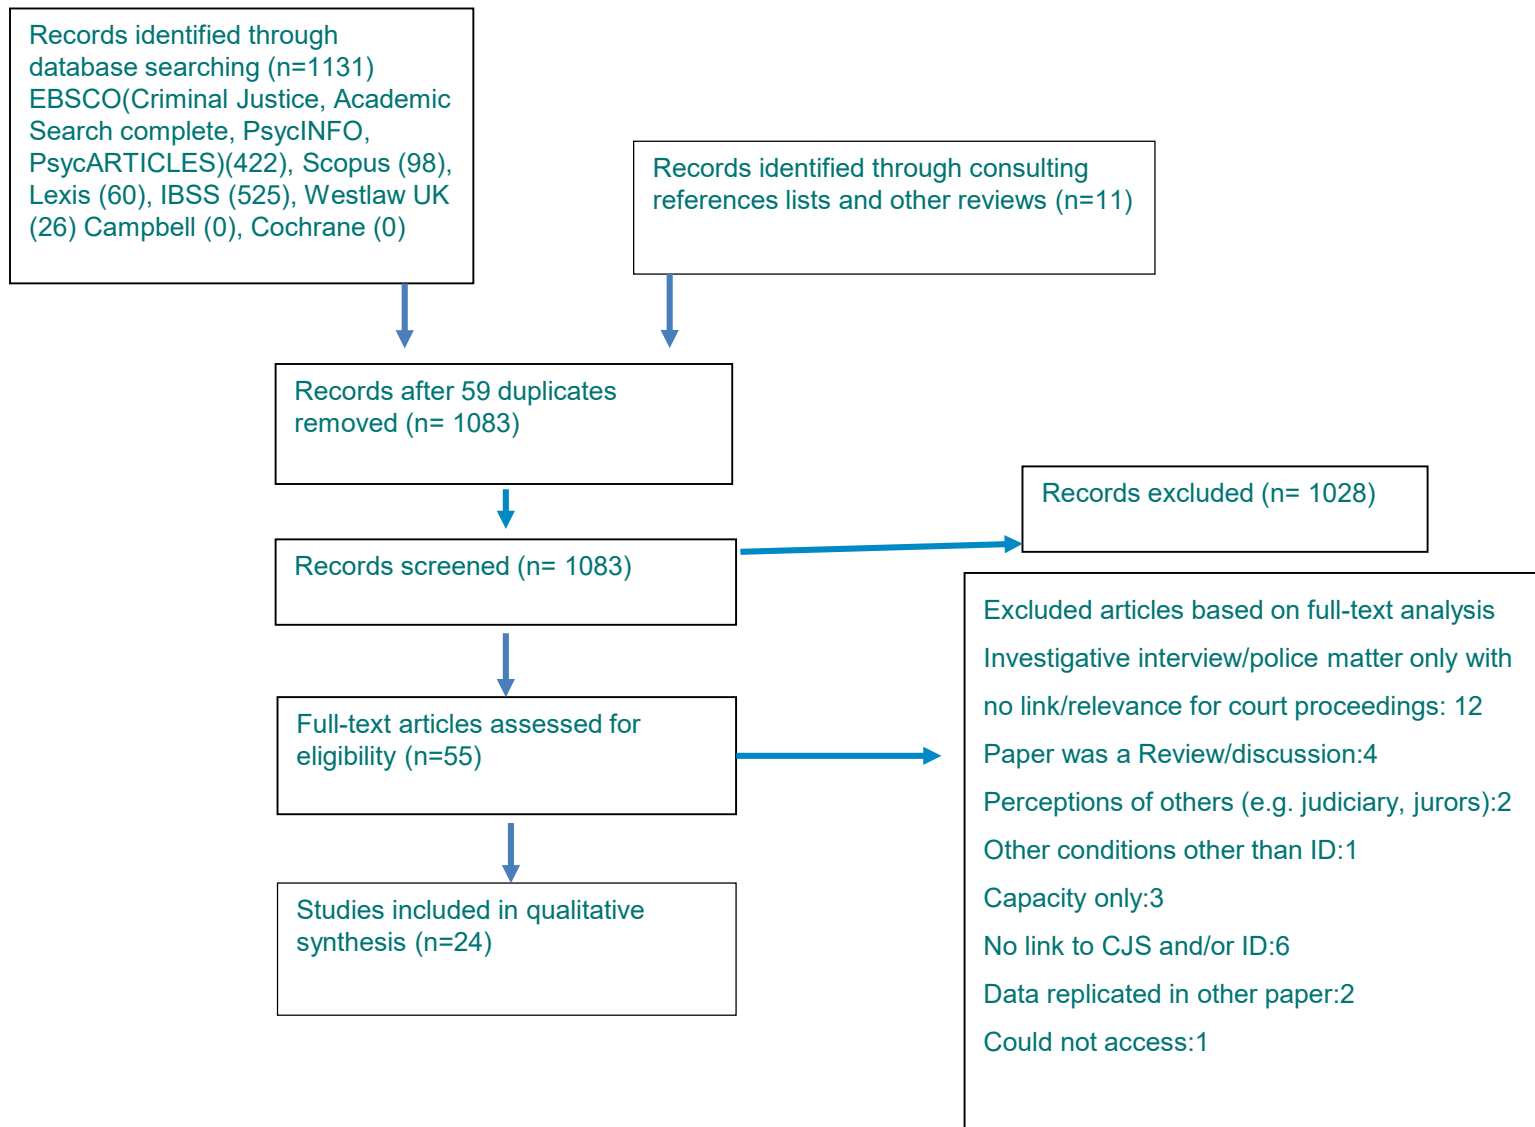 Records identified through
database searching (n=1131)
EBSCO(Criminal Justice, Academic
Search complete, PsycINFO,
PsycARTICLES)(422), Scopus (98),
Lexis (60), IBSS (525), Westlaw UK
(26) Campbell (0), Cochrane (0)
Records identified through consulting
references lists and other reviews (n=11)
Records after 59 duplicates
removed (n= 1083)
Records screened (n= 1083)
Records excluded (n= 1028)
Full-text articles assessed for
eligibility (n=55)
Excluded articles based on full-text analysis
Investigative interview/police matter only with
no link/relevance for court proceedings: 12
Paper was a Review/discussion:4
Perceptions of others (e.g. judiciary, jurors):2
Other conditions other than ID:1
Capacity only:3
No link to CJS and/or ID:6
Data replicated in other paper:2
Could not access:1
Studies included in qualitative
synthesis (n=24)